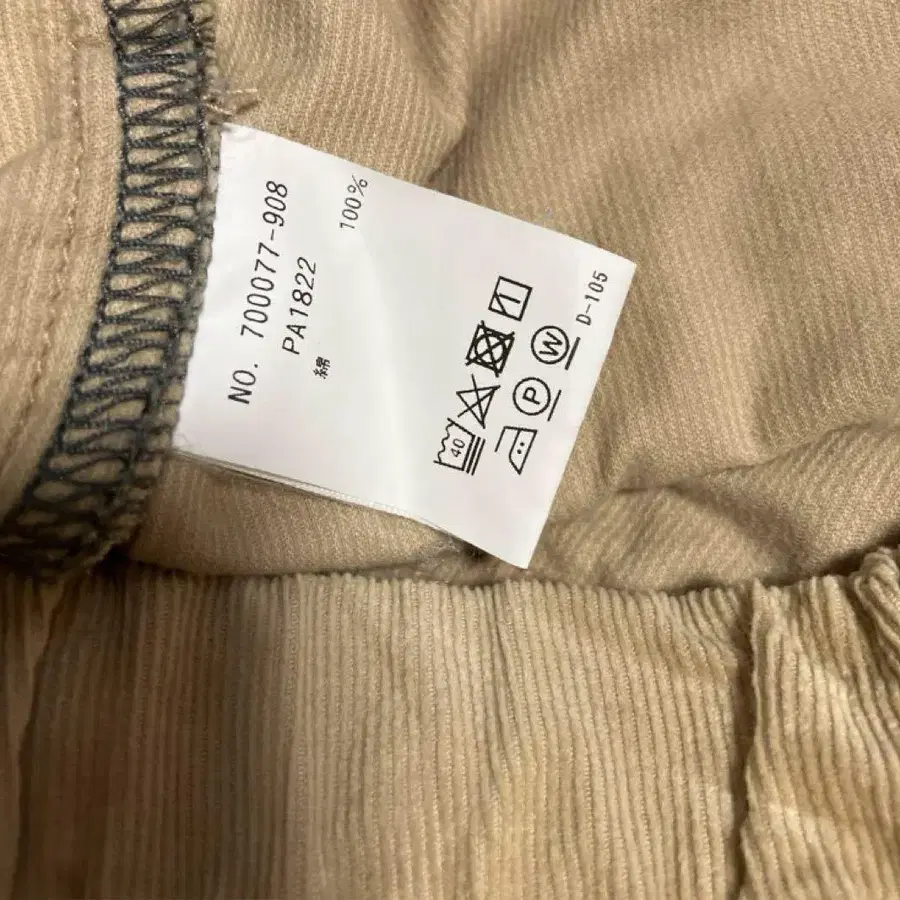 NO. 700077-908
PA1822
綿 100%
40
P W
D-105